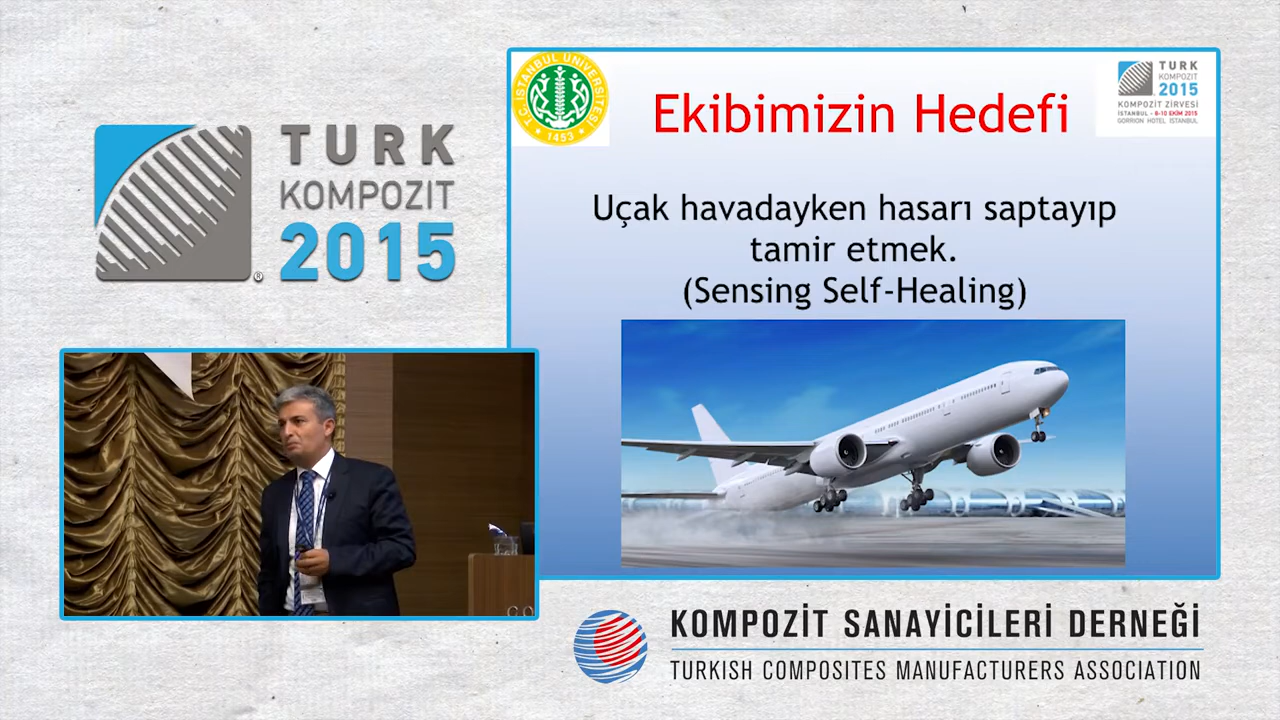 TURK
KOMPOZIT
2015
®
T.C. İSTANBUL ÜNİVERSİTESİ
1453
Ekibimizin Hedefi
TURK
KOMPOZIT
2015
KOMPOZİT ZİRVESİ
İSTANBUL - 8-10 EKİM 2015
GORRION HOTEL ISTANBUL
Uçak havadayken hasarı saptayıp
tamir etmek.
(Sensing Self-Healing)
CO
KOMPOZİT SANAYİCİLERİ DERNEĞİ
TURKISH COMPOSITES MANUFACTURERS ASSOCIATION